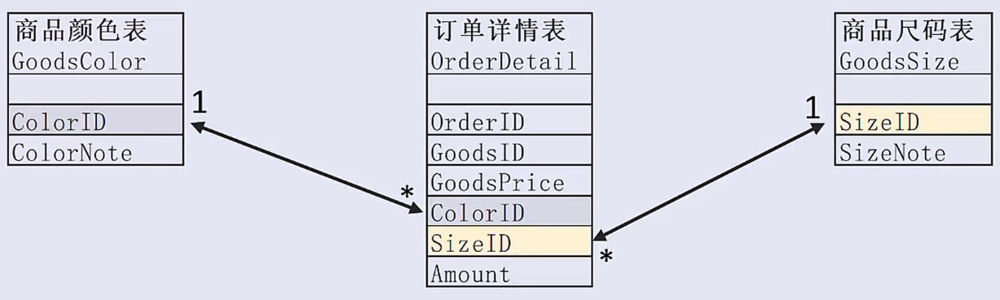 商品颜色表
GoodsColor
ColorID
ColorNote
1
*
订单详情表
OrderDetail
OrderID
GoodsID
GoodsPrice
ColorID
SizeID
Amount
*
1
商品尺码表
GoodsSize
SizeID
SizeNote